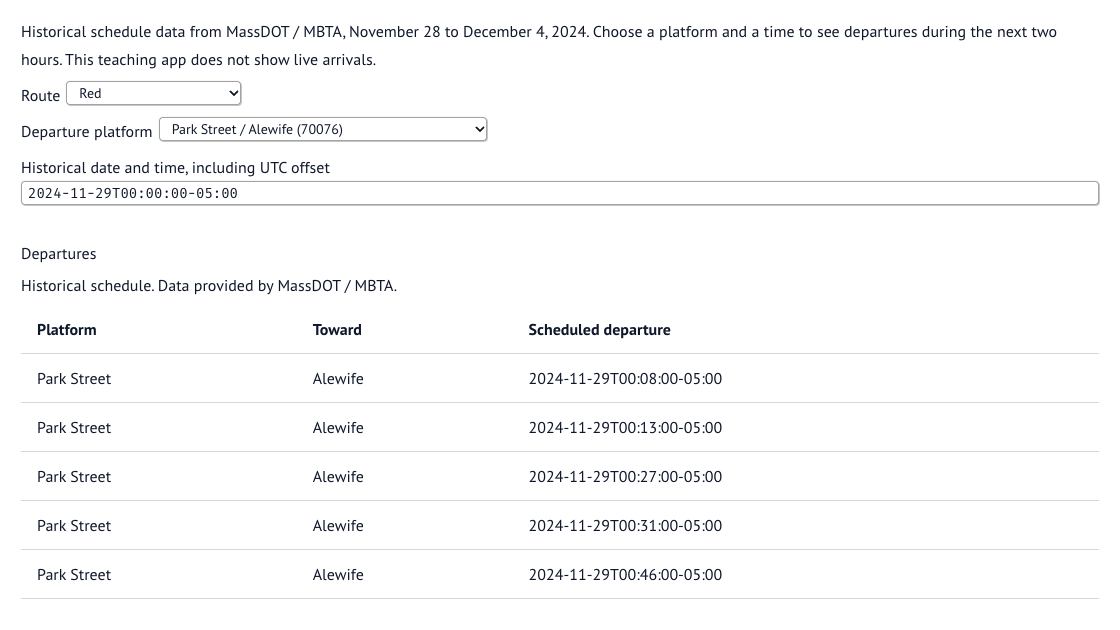 Historical schedule data from MassDOT / MBTA, November 28 to December 4, 2024. Choose a platform and a time to see departures during the next two
hours. This teaching app does not show live arrivals.
Route Red
Departure platform Park Street / Alewife (70076)
Historical date and time, including UTC offset
2024-11-29T00:00:00-05:00
Departures
Historical schedule. Data provided by MassDOT / MBTA.
Platform Toward Scheduled departure
Park Street Alewife 2024-11-29T00:08:00-05:00
Park Street Alewife 2024-11-29T00:13:00-05:00
Park Street Alewife 2024-11-29T00:27:00-05:00
Park Street Alewife 2024-11-29T00:31:00-05:00
Park Street Alewife 2024-11-29T00:46:00-05:00